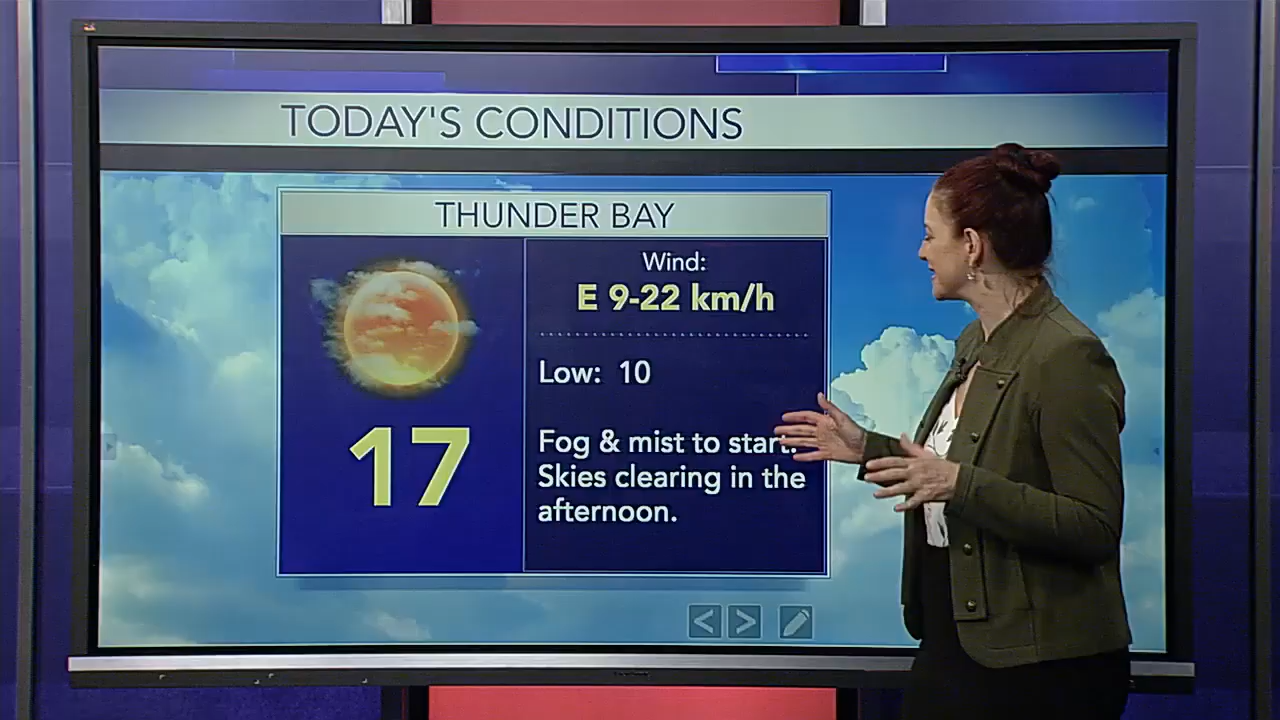 TODAY'S CONDITIONS
THUNDER BAY
17
Wind:
E 9-22 km/h
Low: 10
Fog & mist to start.
Skies clearing in the
afternoon.
< >